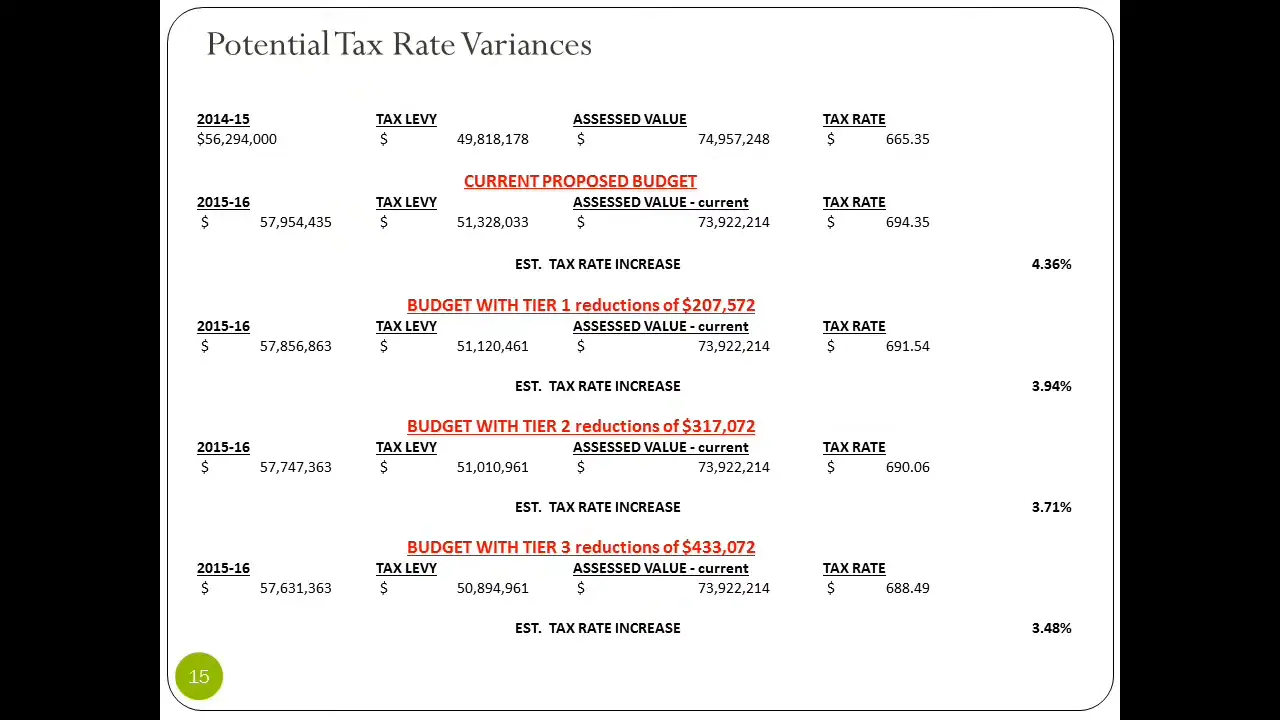 Potential Tax Rate Variances
2014-15 TAX LEVY ASSESSED VALUE TAX RATE
$56,294,000 $ 49,818,178 $ 74,957,248 $ 665.35
CURRENT PROPOSED BUDGET
2015-16 TAX LEVY ASSESSED VALUE - current TAX RATE
$ 57,954,435 $ 51,328,033 $ 73,922,214 $ 694.35
EST. TAX RATE INCREASE 4.36%
BUDGET WITH TIER 1 reductions of $207,572
2015-16 TAX LEVY ASSESSED VALUE - current TAX RATE
$ 57,856,863 $ 51,120,461 $ 73,922,214 $ 691.54
EST. TAX RATE INCREASE 3.94%
BUDGET WITH TIER 2 reductions of $317,072
2015-16 TAX LEVY ASSESSED VALUE - current TAX RATE
$ 57,747,363 $ 51,010,961 $ 73,922,214 $ 690.06
EST. TAX RATE INCREASE 3.71%
BUDGET WITH TIER 3 reductions of $433,072
2015-16 TAX LEVY ASSESSED VALUE - current TAX RATE
$ 57,631,363 $ 50,894,961 $ 73,922,214 $ 688.49
EST. TAX RATE INCREASE 3.48%
15